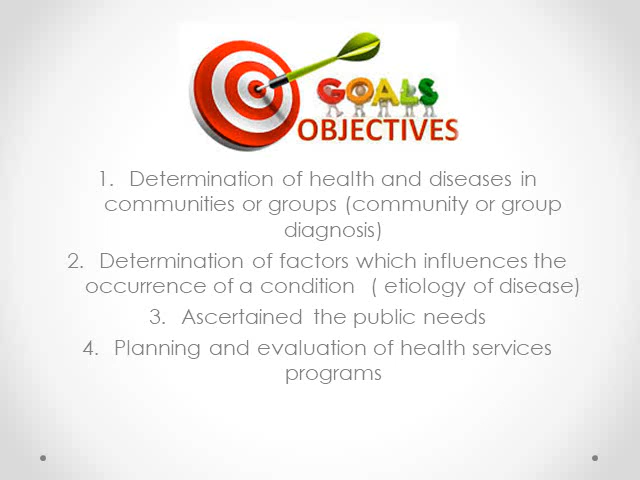 GOALS
OBJECTIVES
1. Determination of health and diseases in
communities or groups (community or group
diagnosis)
2. Determination of factors which influences the
occurrence of a condition ( etiology of disease)
3. Ascertained the public needs
4. Planning and evaluation of health services
programs